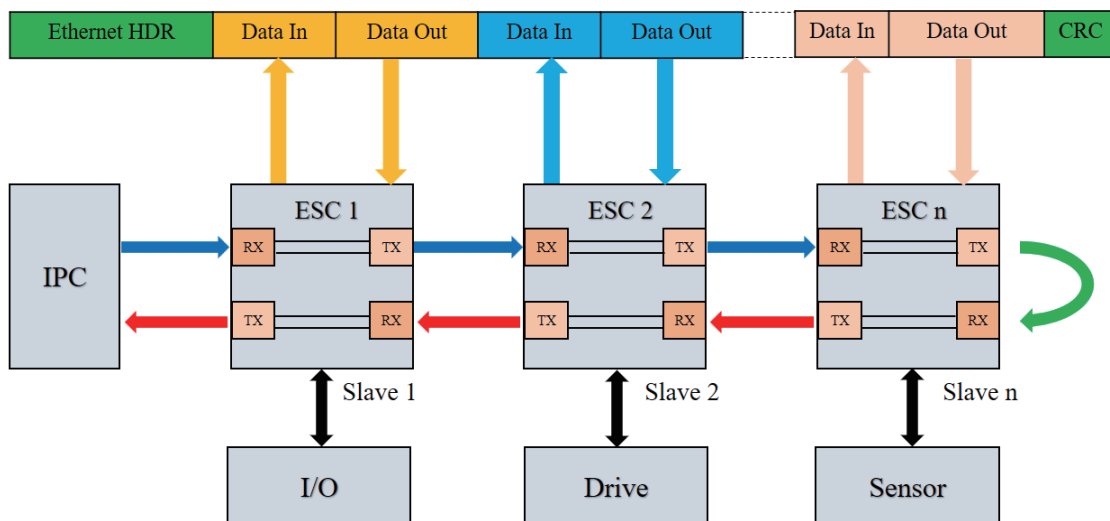 Ethernet HDR Data In Data Out Data In Data Out Data In Data Out CRC
ESC 1 ESC 2 ESC n
IPC
RX TX RX TX RX TX
TX RX TX RX TX RX
Slave 1 Slave 2 Slave n
I/O Drive Sensor